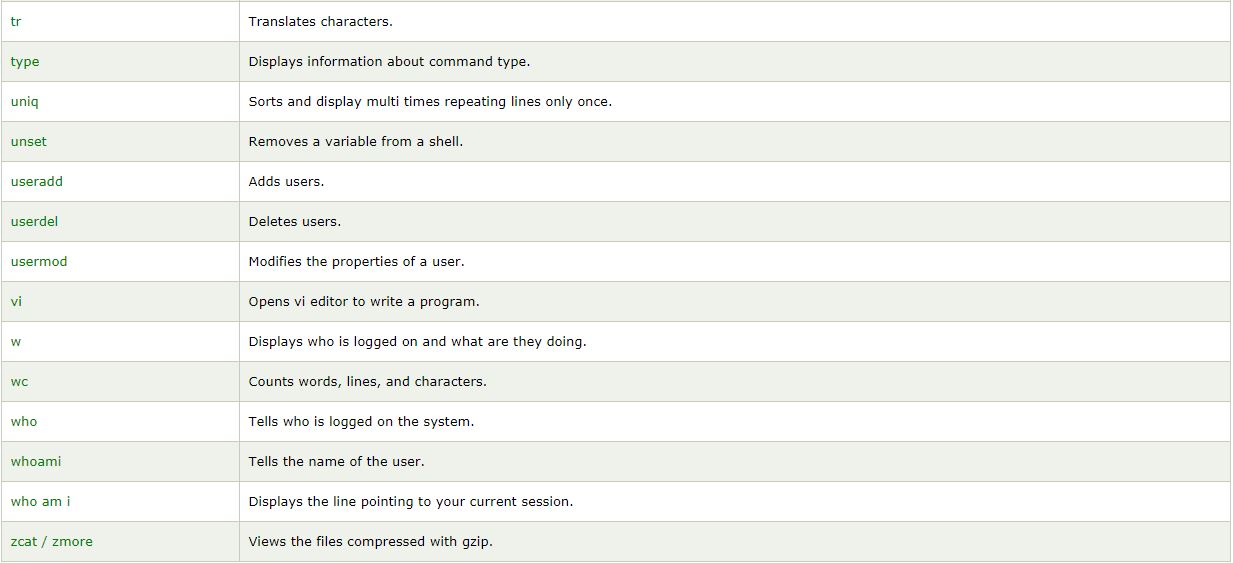 tr Translates characters.
type Displays information about command type.
uniq Sorts and display multi times repeating lines only once.
unset Removes a variable from a shell.
useradd Adds users.
userdel Deletes users.
usermod Modifies the properties of a user.
vi Opens vi editor to write a program.
w Displays who is logged on and what are they doing.
wc Counts words, lines, and characters.
who Tells who is logged on the system.
whoami Tells the name of the user.
who am i Displays the line pointing to your current session.
zcat / zmore Views the files compressed with gzip.